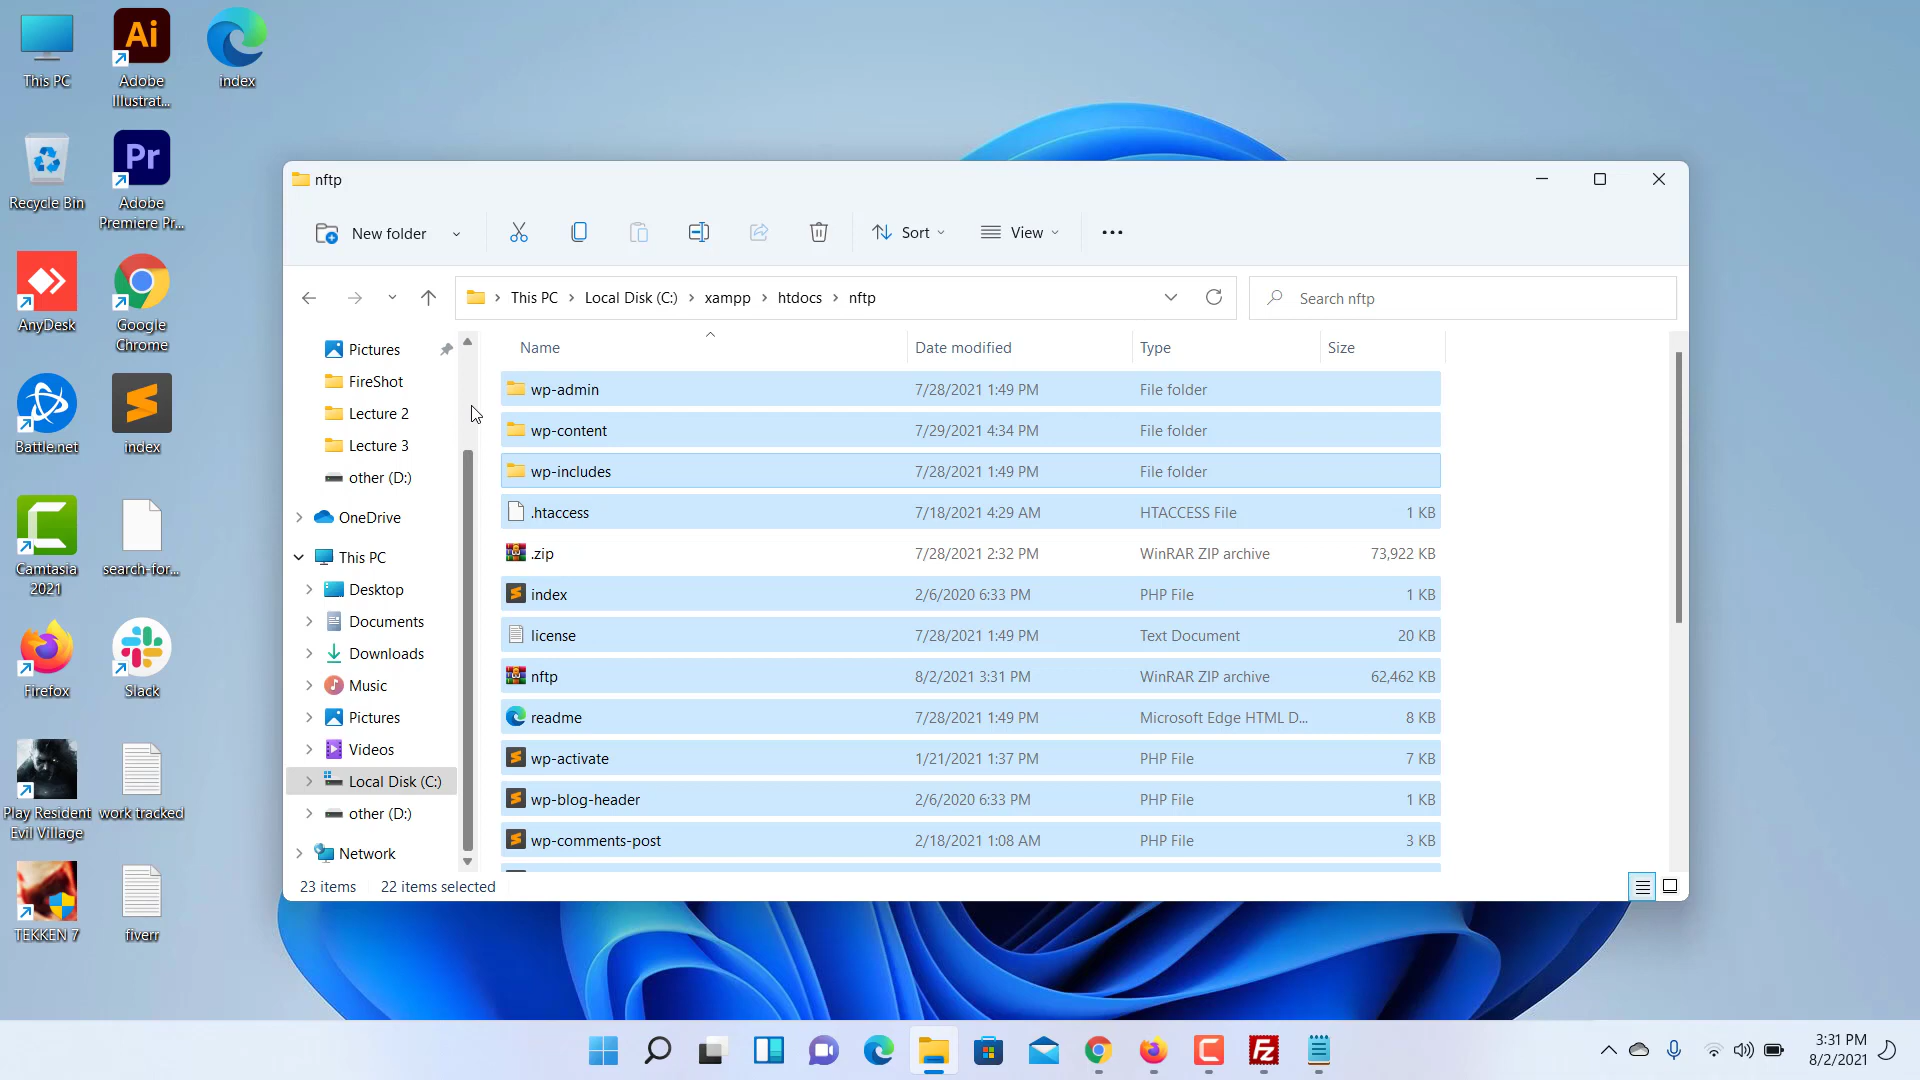 This PC
Adobe
Illustrat...
index
Recycle Bin
Adobe
Premiere Pr...
AnyDesk
Google
Chrome
Battle.net
index
Camtasia
2021
search-for...
Firefox
Slack
Play Resident
Evil Village
work tracked
TEKKEN 7
fiverr
Ai
Pr
nftp
New folder
Sort
View
This PC > Local Disk (C:) > xampp > htdocs > nftp
Search nftp
Pictures
FireShot
Lecture 2
Lecture 3
other (D:)
OneDrive
This PC
Desktop
Documents
Downloads
Music
Pictures
Videos
Local Disk (C:)
other (D:)
Network
Name Date modified Type Size
wp-admin 7/28/2021 1:49 PM File folder
wp-content 7/29/2021 4:34 PM File folder
wp-includes 7/28/2021 1:49 PM File folder
.htaccess 7/18/2021 4:29 AM HTACCESS File 1 KB
.zip 7/28/2021 2:32 PM WinRAR ZIP archive 73,922 KB
index 2/6/2020 6:33 PM PHP File 1 KB
license 7/28/2021 1:49 PM Text Document 20 KB
nftp 8/2/2021 3:31 PM WinRAR ZIP archive 62,462 KB
readme 7/28/2021 1:49 PM Microsoft Edge HTML D... 8 KB
wp-activate 1/21/2021 1:37 PM PHP File 7 KB
wp-blog-header 2/6/2020 6:33 PM PHP File 1 KB
wp-comments-post 2/18/2021 1:08 AM PHP File 3 KB
23 items 22 items selected
Fz
3:31 PM
8/2/2021